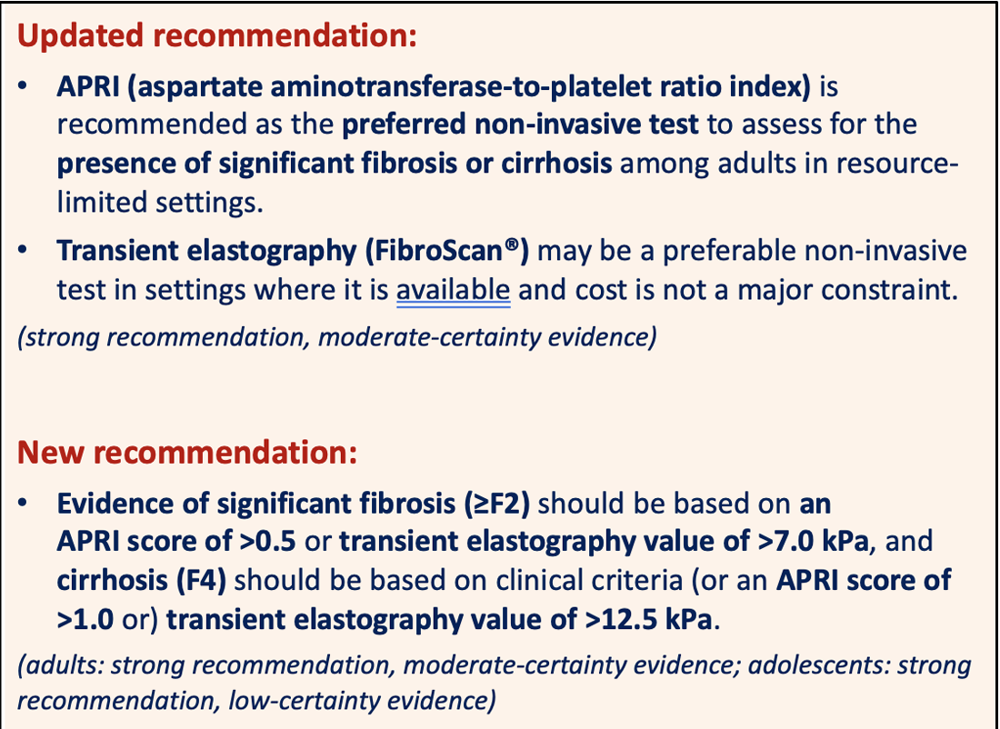 Updated recommendation:
• APRI (aspartate aminotransferase-to-platelet ratio index) is
recommended as the preferred non-invasive test to assess for the
presence of significant fibrosis or cirrhosis among adults in resource-
limited settings.
• Transient elastography (FibroScan®) may be a preferable non-invasive
test in settings where it is available and cost is not a major constraint.
(strong recommendation, moderate-certainty evidence)
New recommendation:
• Evidence of significant fibrosis (≥F2) should be based on an
APRI score of >0.5 or transient elastography value of >7.0 kPa, and
cirrhosis (F4) should be based on clinical criteria (or an APRI score of
>1.0 or) transient elastography value of >12.5 kPa.
(adults: strong recommendation, moderate-certainty evidence; adolescents: strong
recommendation, low-certainty evidence)